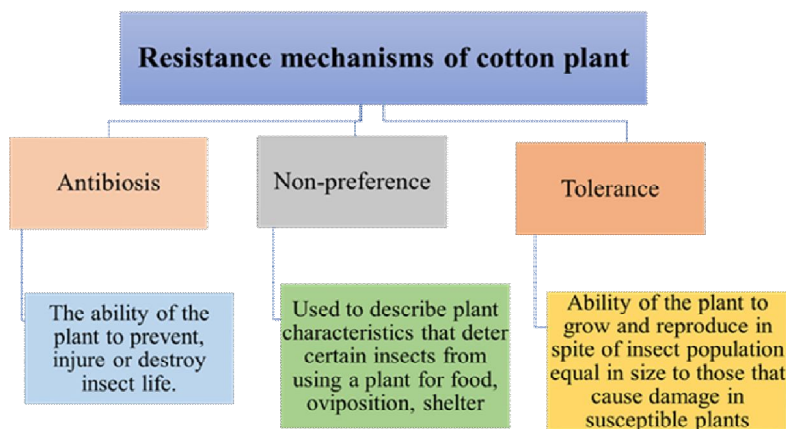 Resistance mechanisms of cotton plant
Antibiosis
Non-preference
Tolerance
The ability of the
plant to prevent,
injure or destroy
insect life.
Used to describe plant
characteristics that deter
certain insects from
using a plant for food,
oviposition, shelter
Ability of the plant to
grow and reproduce in
spite of insect population
equal in size to those that
cause damage in
susceptible plants